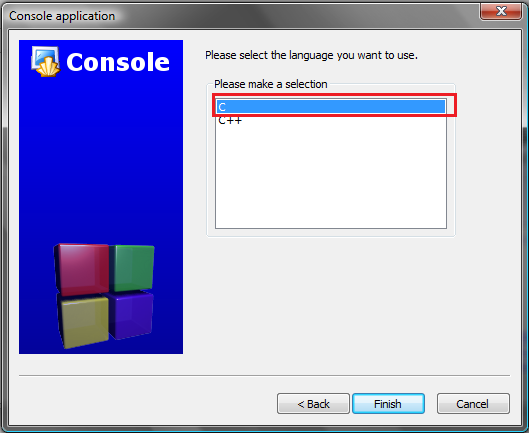 Console application
Console
Please select the language you want to use.
Please make a selection
C
C++
< Back
Finish
Cancel